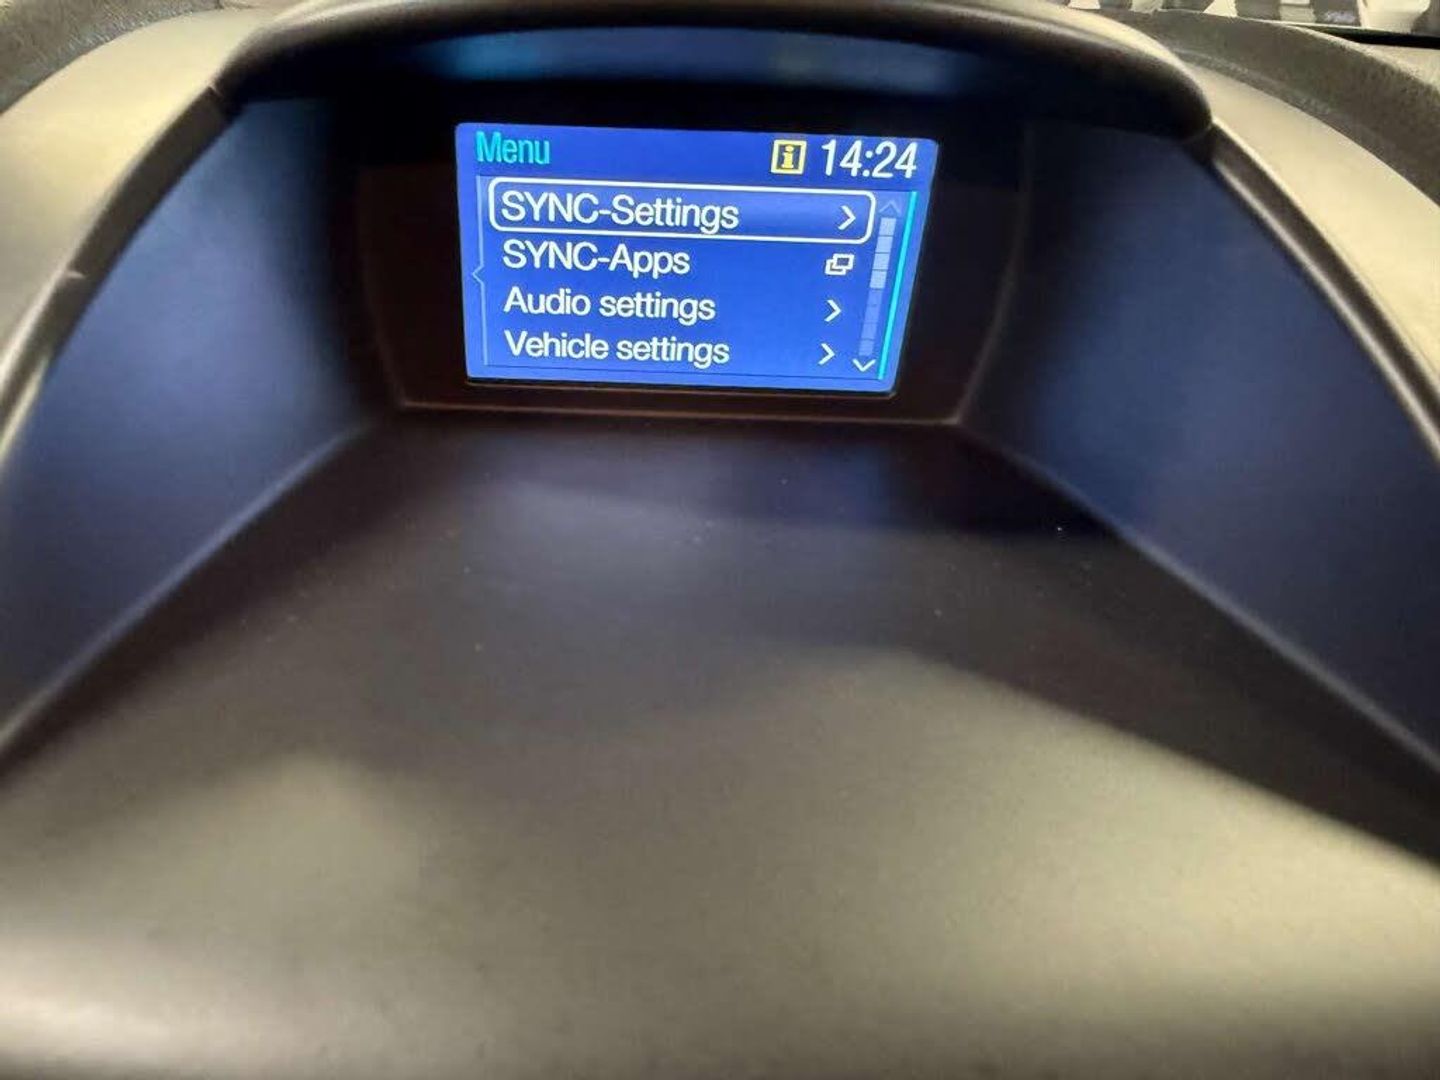 Menu i 14:24
SYNC-Settings
SYNC-Apps
Audio settings
Vehicle settings